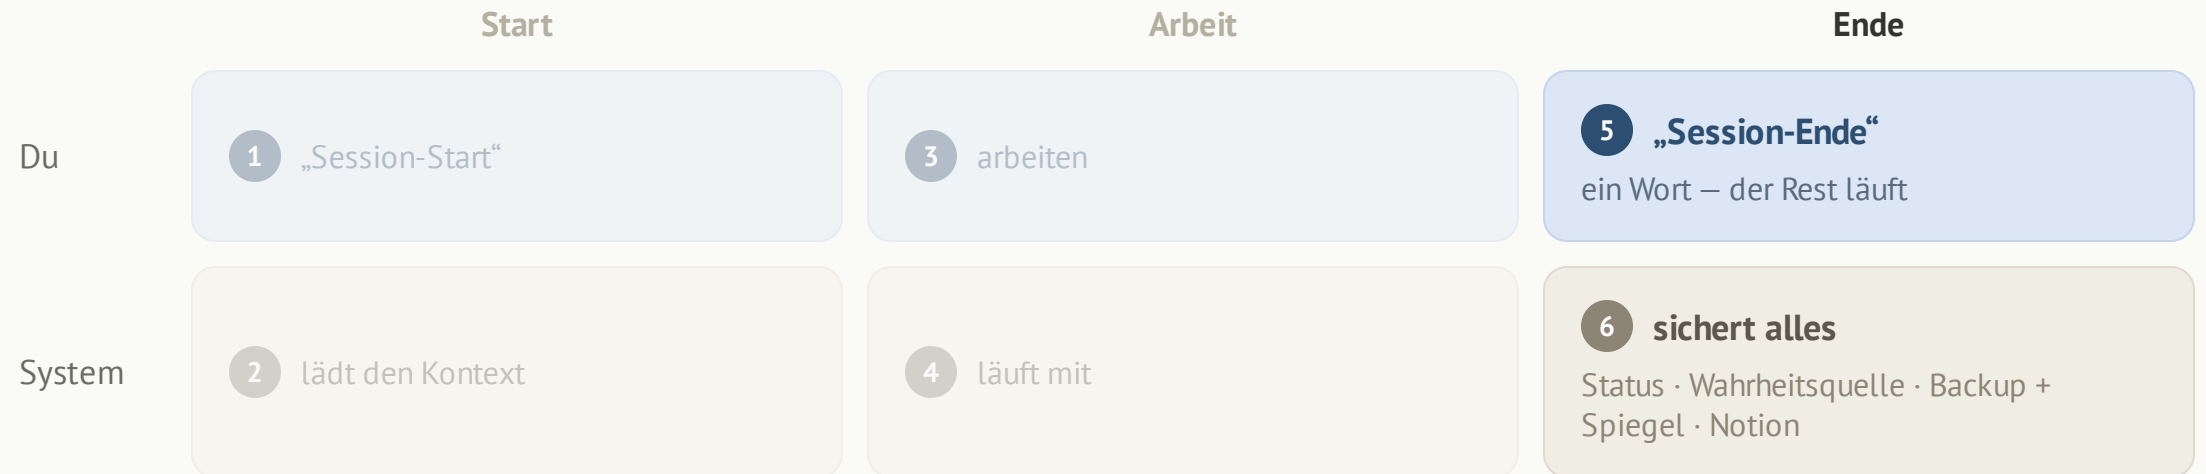 Start
Arbeit
Ende
Du
1 „Session-Start“
3 arbeiten
5 „Session-Ende“
ein Wort — der Rest läuft
System
2 lädt den Kontext
4 läuft mit
6 sichert alles
Status · Wahrheitsquelle · Backup +
Spiegel · Notion